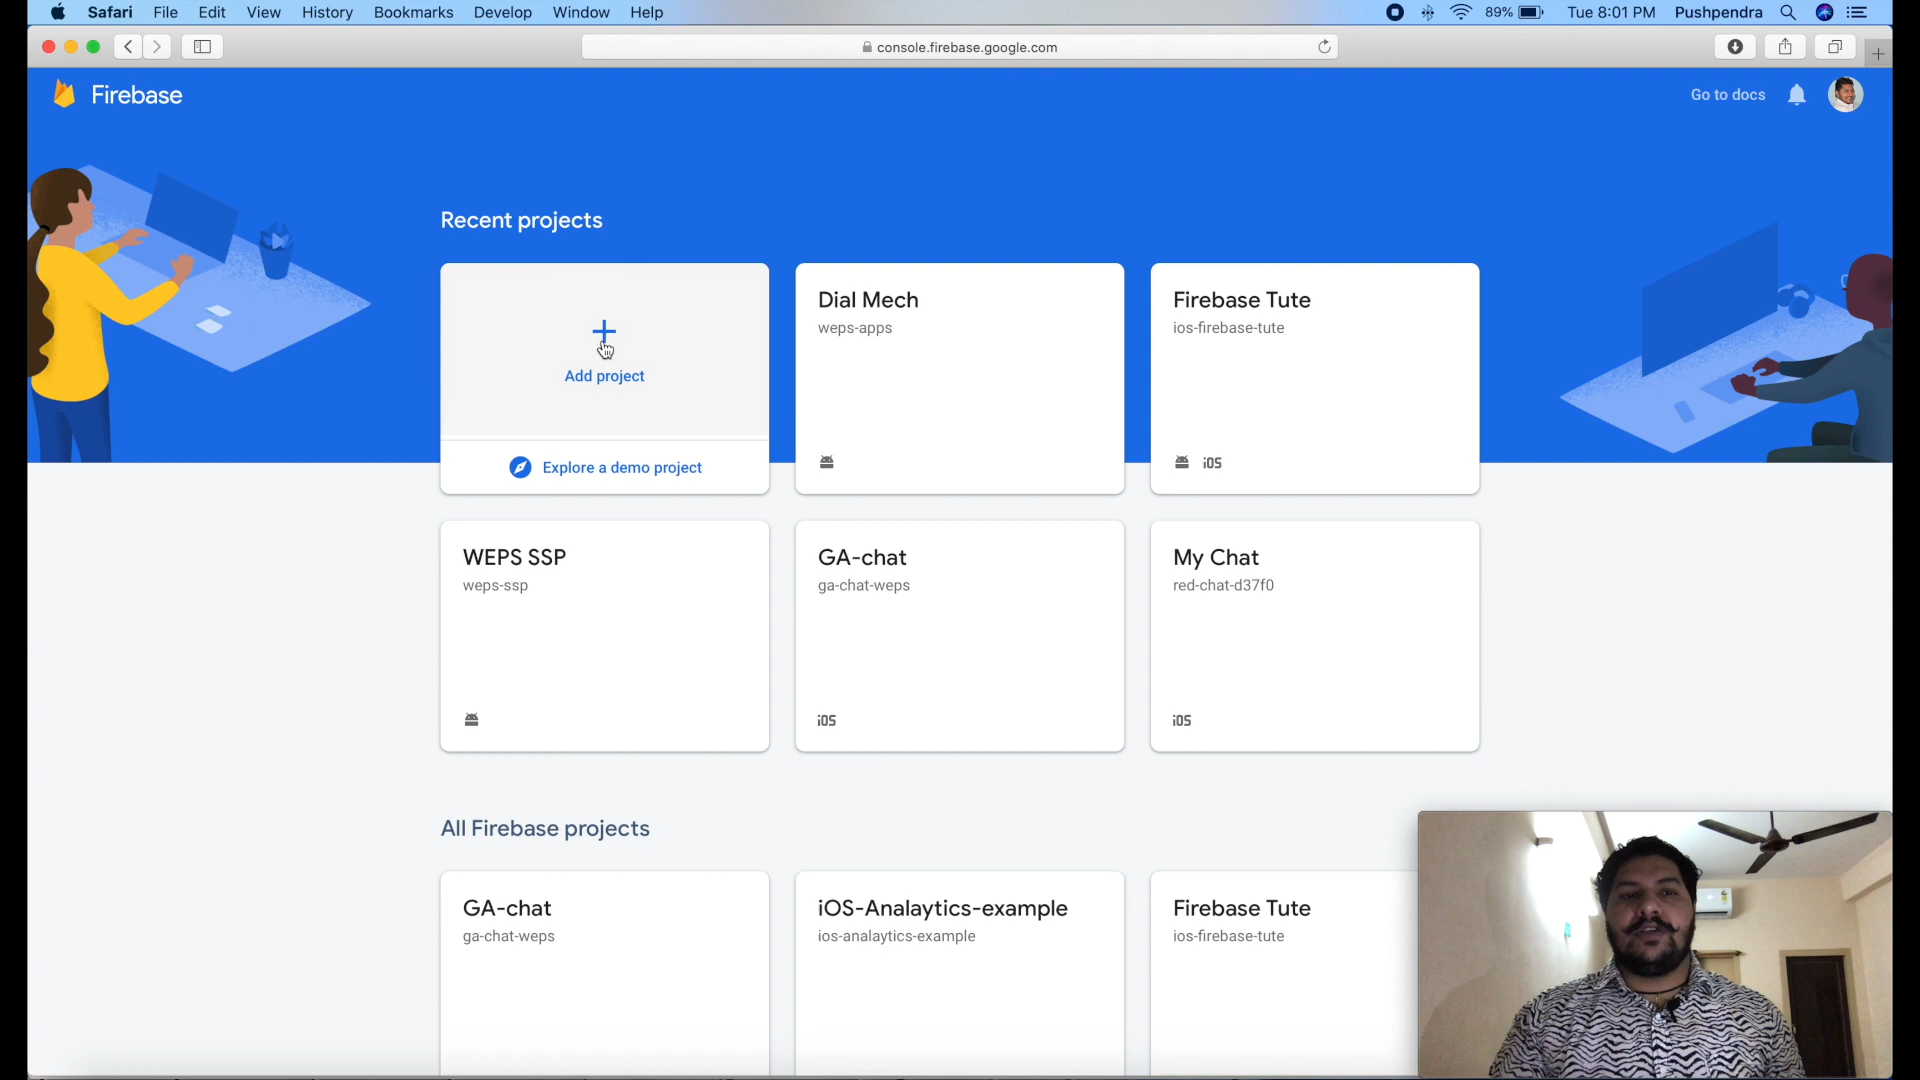 Safari File Edit View History Bookmarks Develop Window Help 89% Tue 8:01 PM Pushpendra
console.firebase.google.com
Firebase
Go to docs
Recent projects
Add project
Explore a demo project
Dial Mech
weps-apps
Firebase Tute
ios-firebase-tute
iOS
WEPS SSP
weps-ssp
GA-chat
ga-chat-weps
iOS
My Chat
red-chat-d37f0
iOS
All Firebase projects
GA-chat
ga-chat-weps
iOS-Analaytics-example
ios-analaytics-example
Firebase Tute
ios-firebase-tute